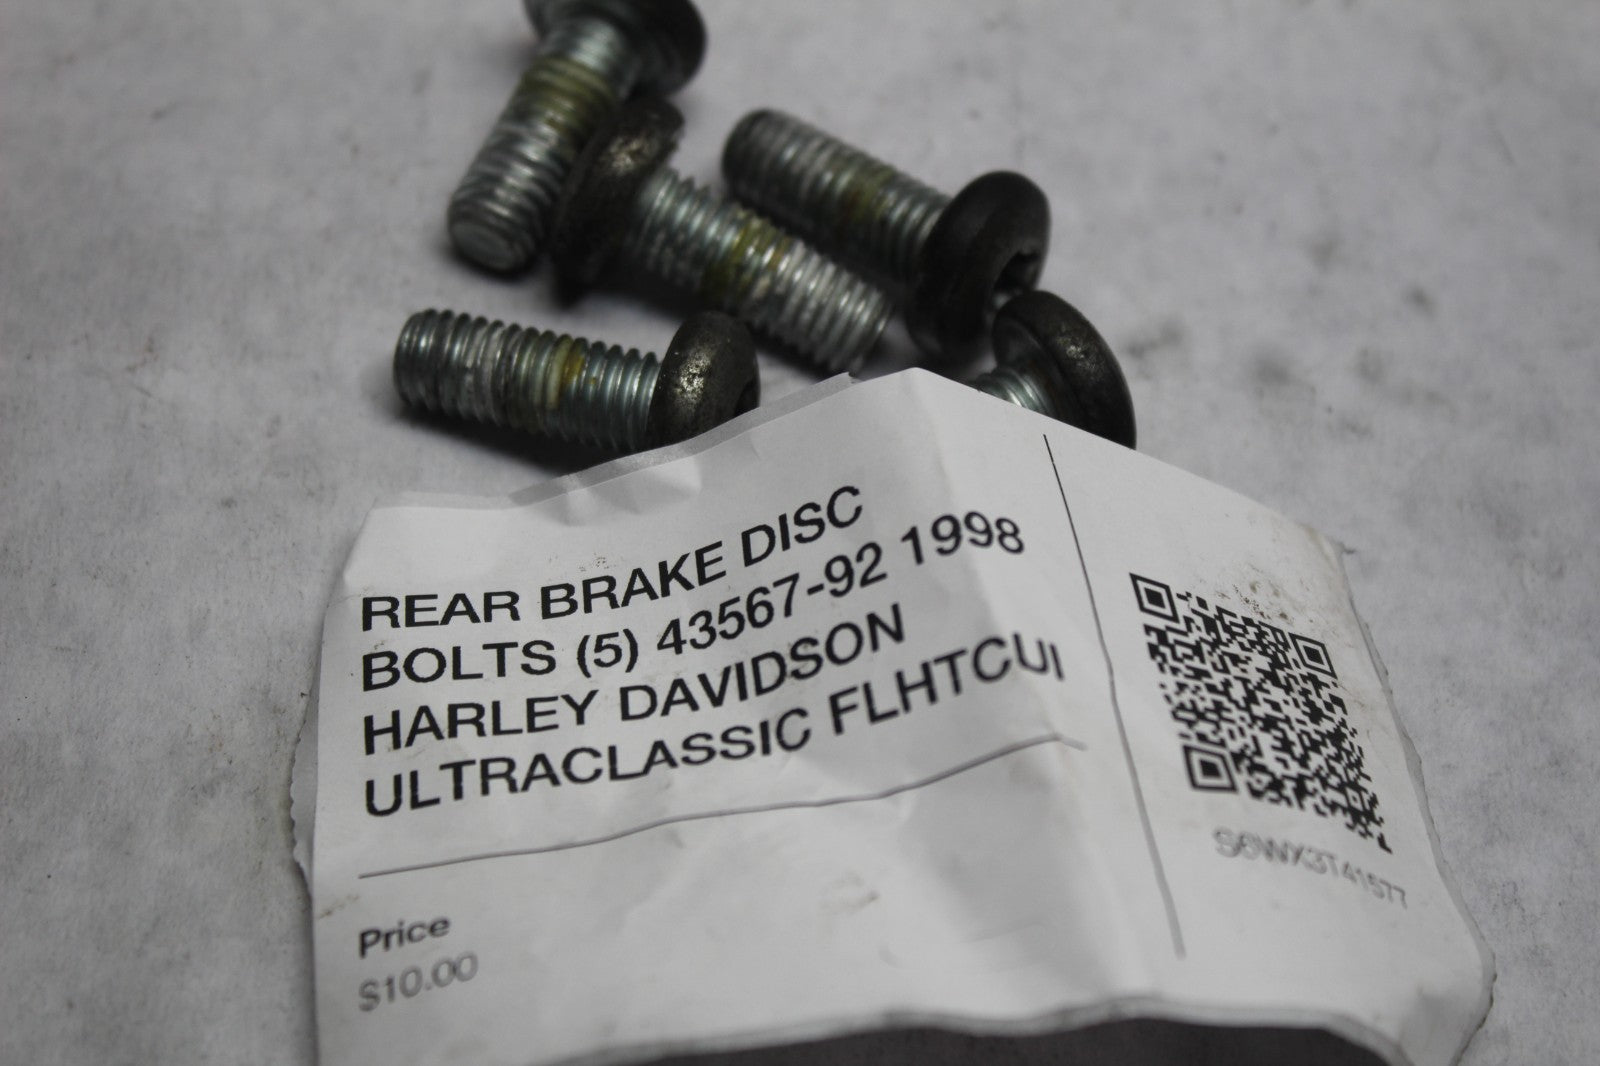 REAR BRAKE DISC
BOLTS (5) 43567-92 1998
HARLEY DAVIDSON
ULTRACLASSIC FLHTCUI
Price
$10.00
S6WX3T41577